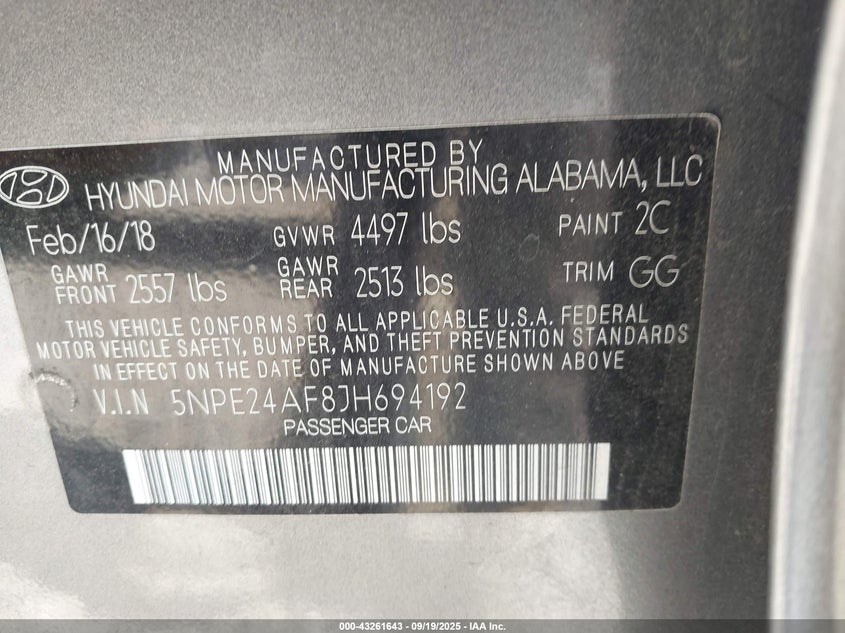 MANUFACTURED BY
HYUNDAI MOTOR MANUFACTURING ALABAMA, LLC
Feb/16/18 GVWR 4497 lbs PAINT 2C
GAWR FRONT 2557 lbs GAWR REAR 2513 lbs TRIM GG
THIS VEHICLE CONFORMS TO ALL APPLICABLE U.S.A. FEDERAL
MOTOR VEHICLE SAFETY, BUMPER, AND THEFT PREVENTION STANDARDS
IN EFFECT ON THE DATE OF MANUFACTURE SHOWN ABOVE
V.I.N 5NPE24AF8JH694192
PASSENGER CAR
000-43261643 - 09/19/2025 - IAA Inc.